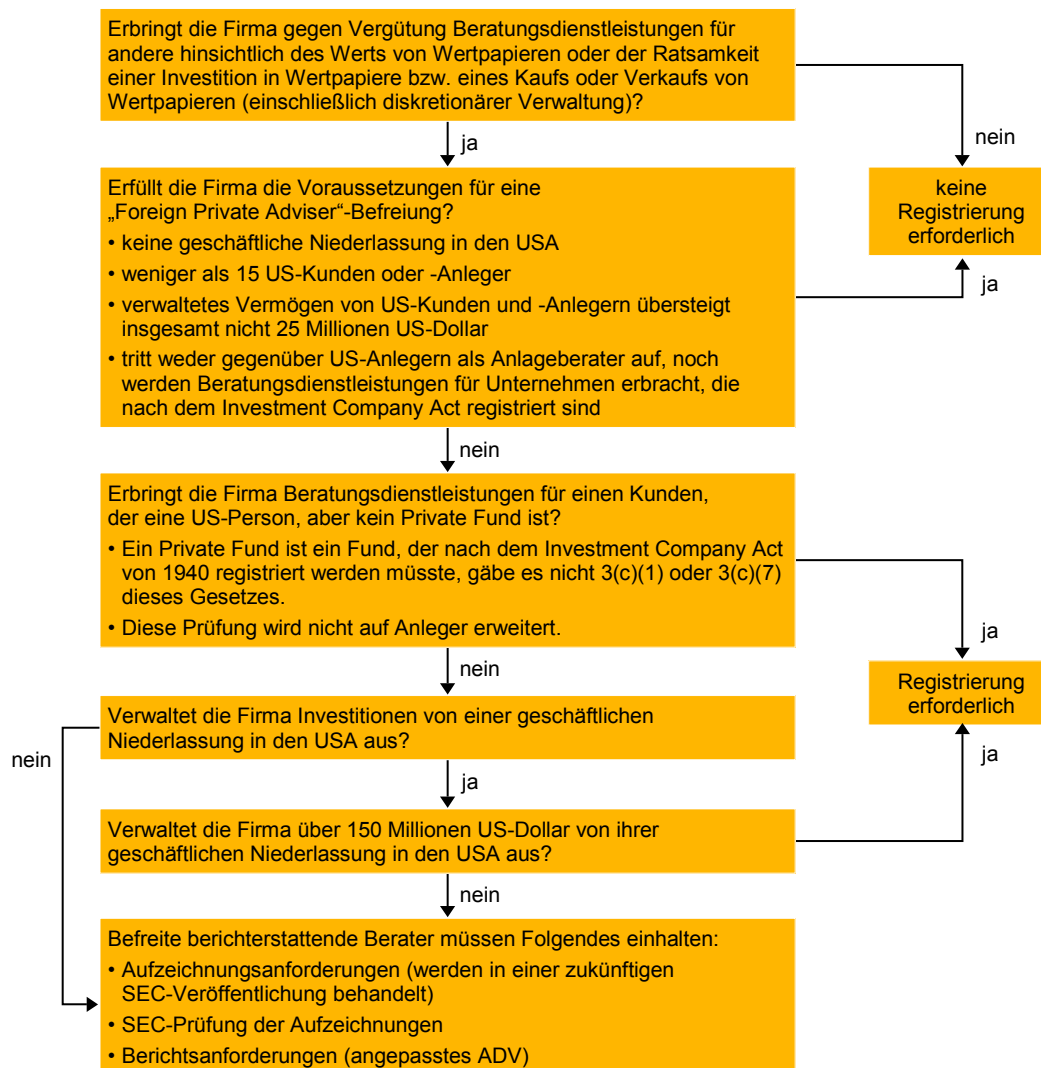 Erbringt die Firma gegen Vergütung Beratungsdienstleistungen für
andere hinsichtlich des Werts von Wertpapieren oder der Ratsamkeit
einer Investition in Wertpapiere bzw. eines Kaufs oder Verkaufs von
Wertpapieren (einschließlich diskretionärer Verwaltung)?
nein
ja
Erfüllt die Firma die Voraussetzungen für eine
„Foreign Private Adviser“-Befreiung?
• keine geschäftliche Niederlassung in den USA
• weniger als 15 US-Kunden oder -Anleger
• verwaltetes Vermögen von US-Kunden und -Anlegern übersteigt
insgesamt nicht 25 Millionen US-Dollar
• tritt weder gegenüber US-Anlegern als Anlageberater auf, noch
werden Beratungsdienstleistungen für Unternehmen erbracht, die
nach dem Investment Company Act registriert sind
keine
Registrierung
erforderlich
ja
nein
Erbringt die Firma Beratungsdienstleistungen für einen Kunden,
der eine US-Person, aber kein Private Fund ist?
• Ein Private Fund ist ein Fund, der nach dem Investment Company Act
von 1940 registriert werden müsste, gäbe es nicht 3(c)(1) oder 3(c)(7)
dieses Gesetzes.
• Diese Prüfung wird nicht auf Anleger erweitert.
ja
nein
Registrierung
erforderlich
Verwaltet die Firma Investitionen von einer geschäftlichen
Niederlassung in den USA aus?
nein
ja
ja
Verwaltet die Firma über 150 Millionen US-Dollar von ihrer
geschäftlichen Niederlassung in den USA aus?
nein
Befreite berichterstattende Berater müssen Folgendes einhalten:
• Aufzeichnungsanforderungen (werden in einer zukünftigen
SEC-Veröffentlichung behandelt)
• SEC-Prüfung der Aufzeichnungen
• Berichtsanforderungen (angepasstes ADV)